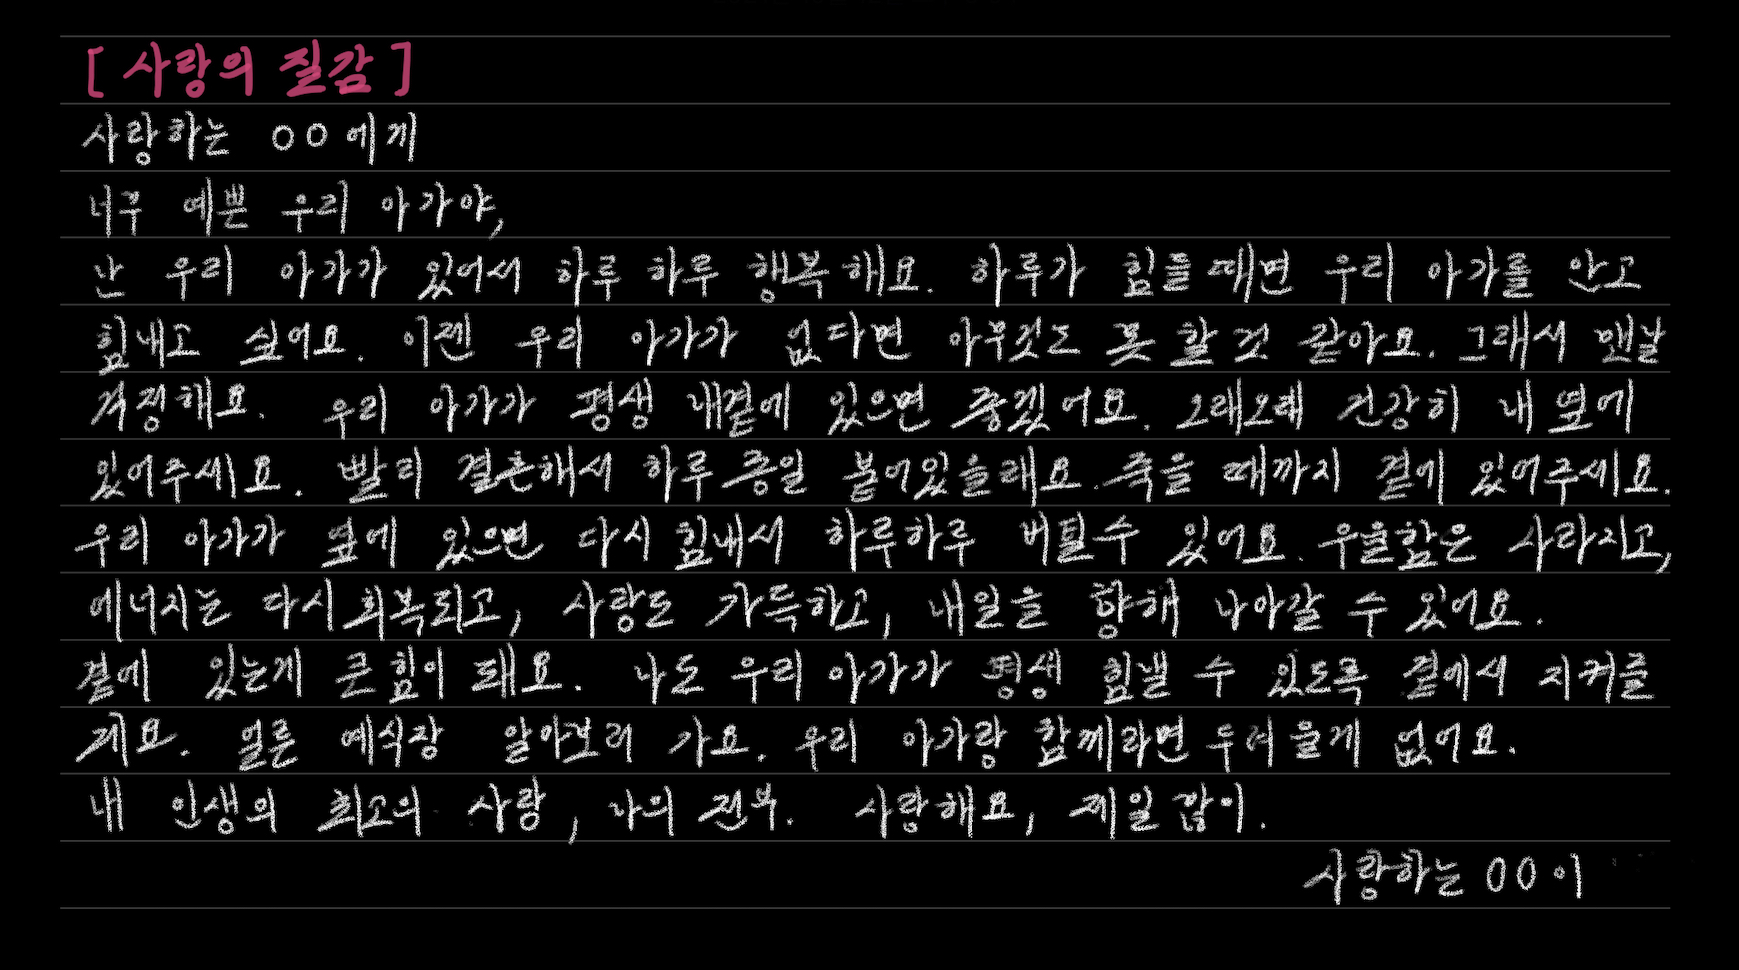 [사랑의 질감]
사랑하는 OO에게
너무 예쁜 우리 아가야,
난 우리 아가가 있어서 하루 하루 행복해요. 하루가 힘들때면 우리 아가를 안고
힘내고 싶어요. 이젠 우리 아가가 없다면 아무것도 못 할 것 같아요. 그래서 맨날
걱정해요. 우리 아가가 평생 내곁에 있으면 좋겠어요. 오래오래 건강히 내 옆에
있어주세요. 빨리 결혼해서 하루 종일 붙어있을래요. 죽을 때까지 곁에 있어주세요.
우리 아가가 옆에 있으면 다시 힘내서 하루하루 버틸수 있어요. 우울함은 사라지고,
에너지는 다시 회복되고, 사랑도 가득하고, 내일을 향해 나아갈 수 있어요.
곁에 있는게 큰 힘이 돼요. 나도 우리 아가가 평생 힘낼 수 있도록 곁에서 지켜줄
게요. 얼른 예식장 알아보러 가요. 우리 아가랑 함께라면 두려울게 없어요.
내 인생의 최고의 사랑, 나의 전부. 사랑해요, 제일 많이.
사랑하는 OO이